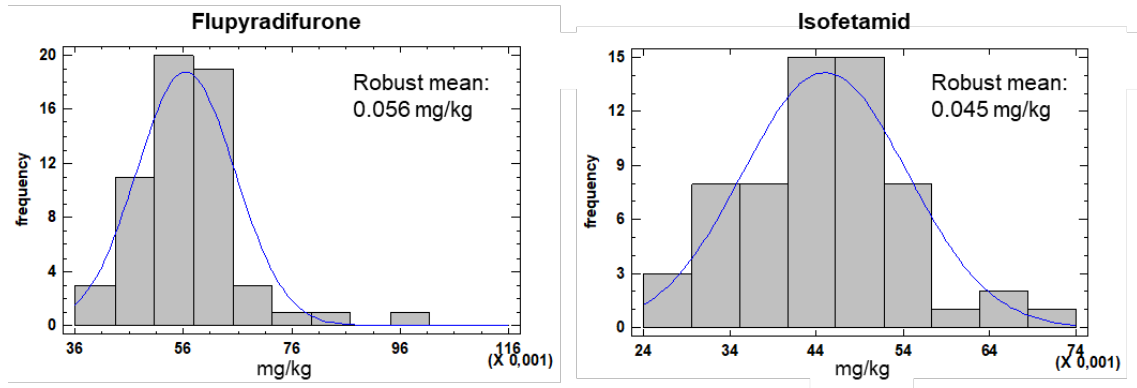 Flupyradifurone
20
16
12
8
4
0
frequency
Robust mean:
0.056 mg/kg
36 56 76 96 116
(X 0,001)
mg/kg
Isofetamid
15
12
9
6
3
0
frequency
Robust mean:
0.045 mg/kg
24 34 44 54 64 74
(X 0,001)
mg/kg